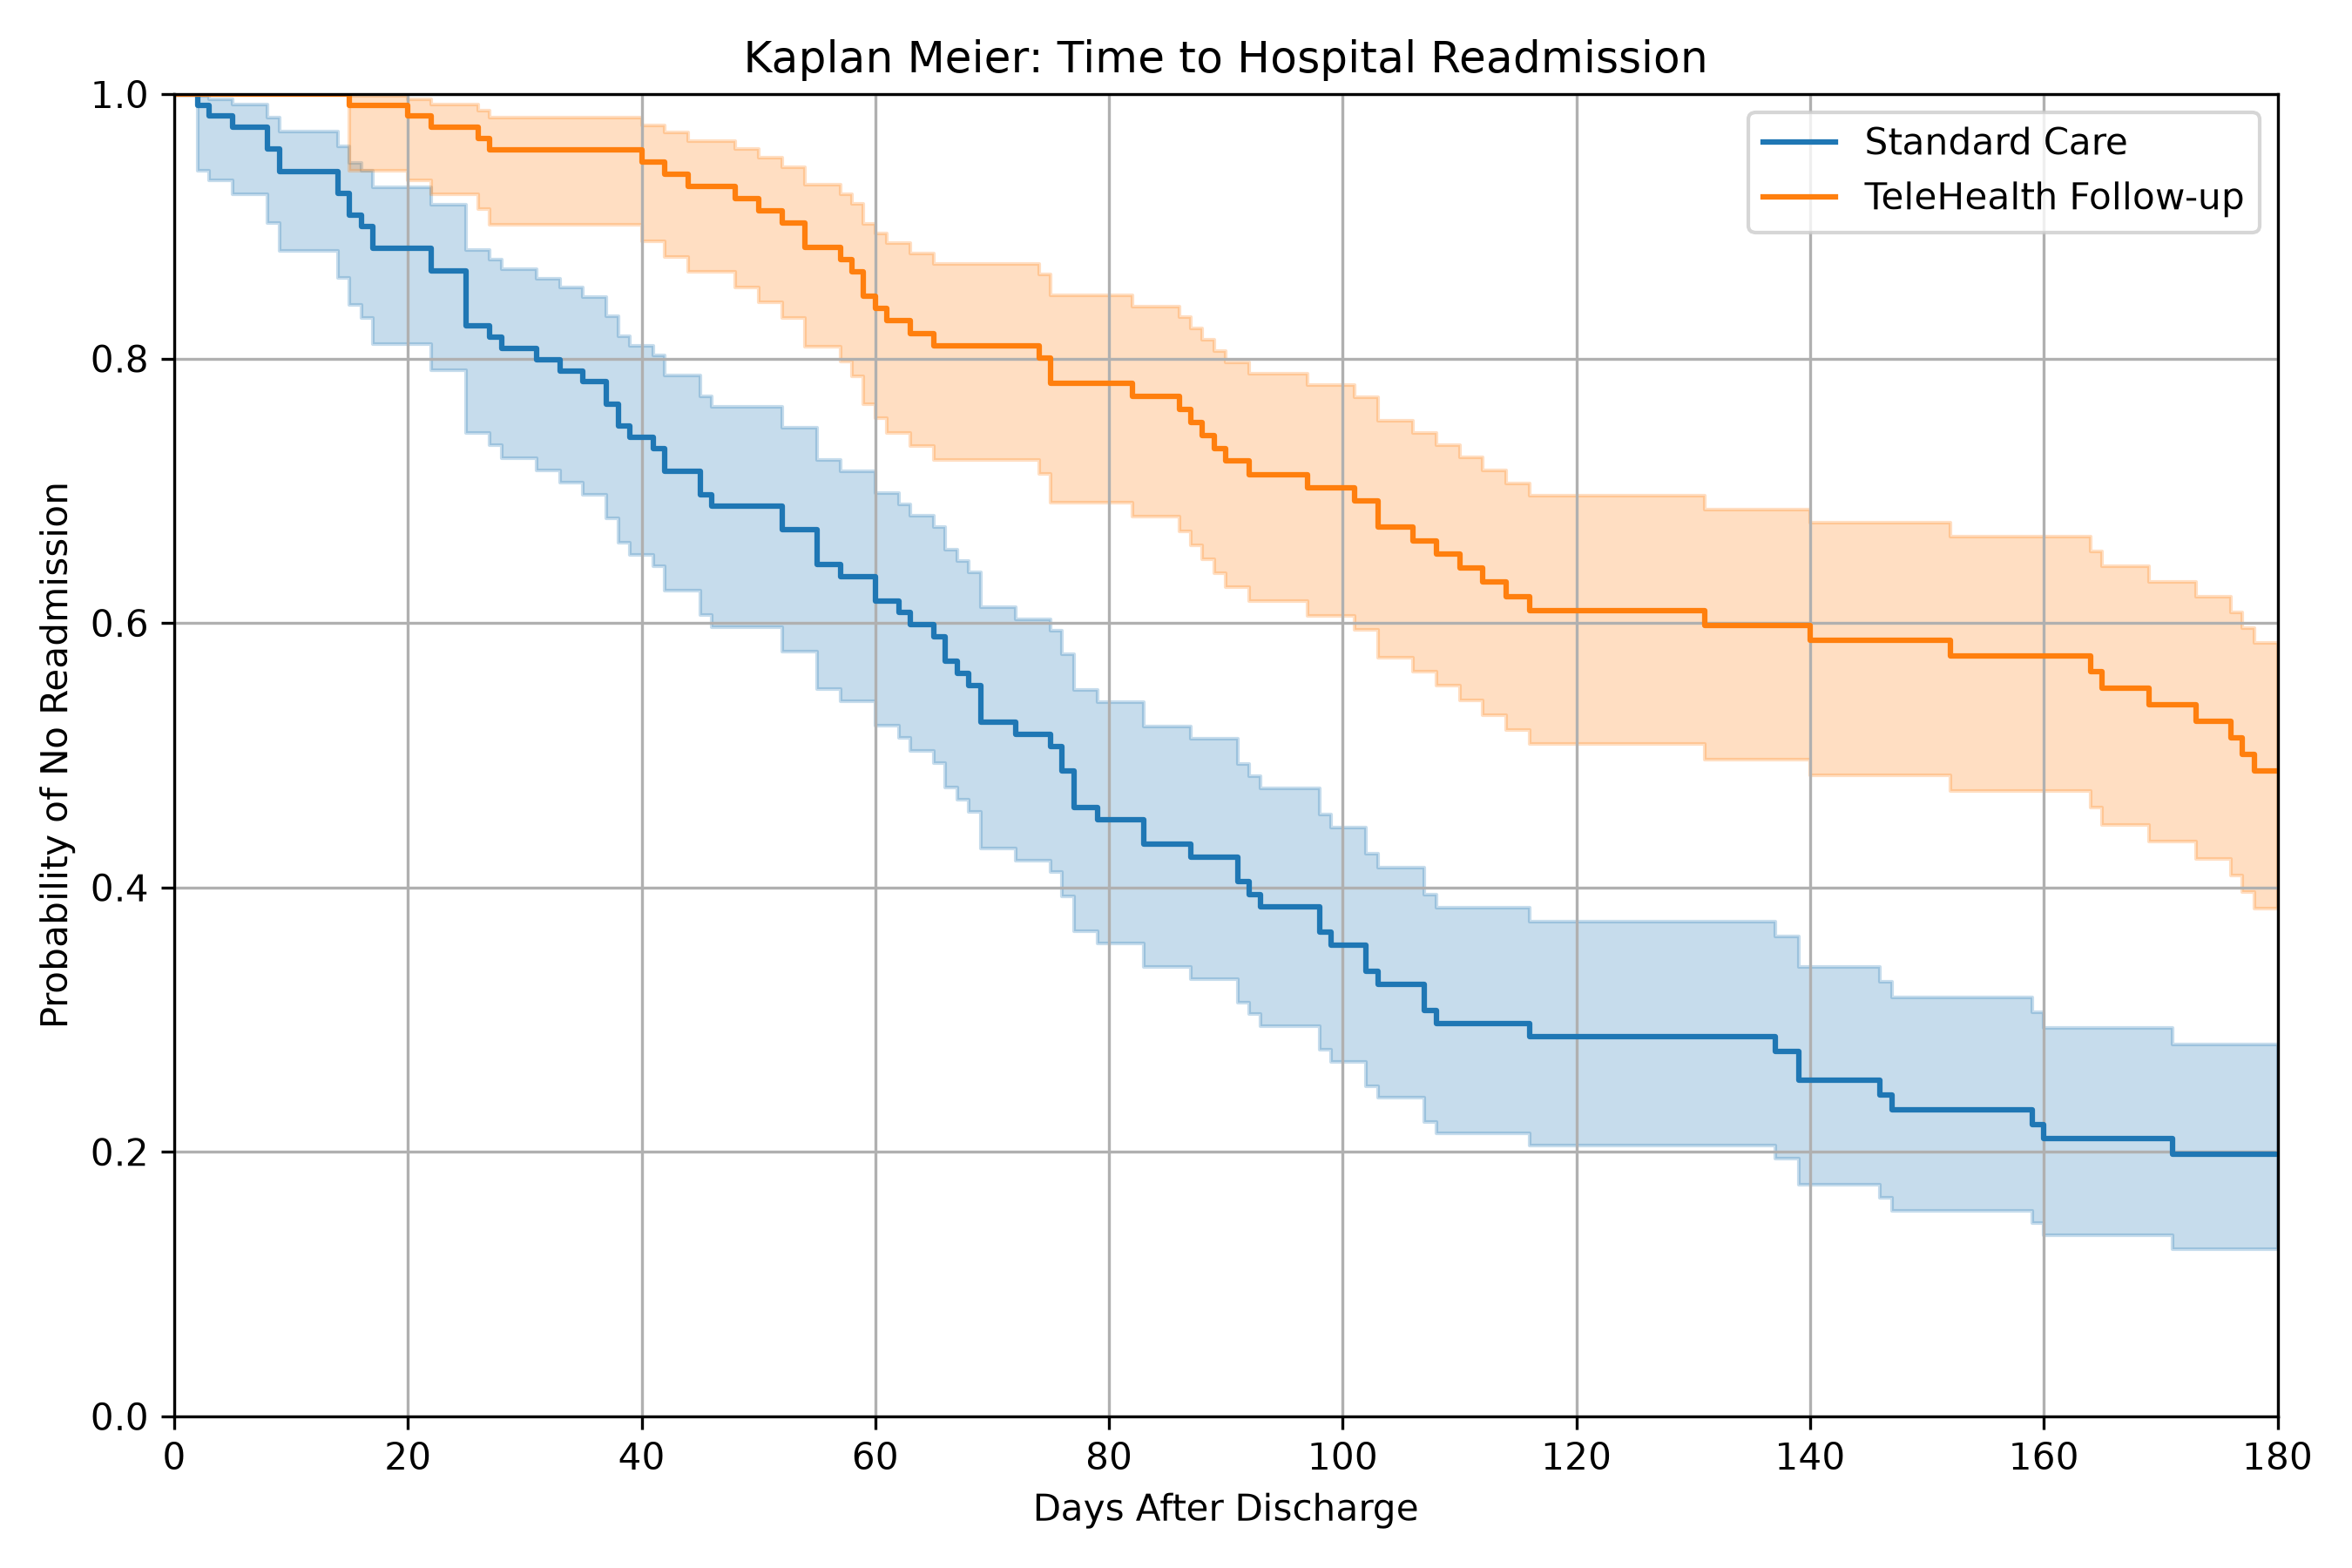 Kaplan Meier: Time to Hospital Readmission
1.0
0.8
0.6
0.4
0.2
0.0
Probability of No Readmission
Standard Care
TeleHealth Follow-up
0 20 40 60 80 100 120 140 160 180
Days After Discharge